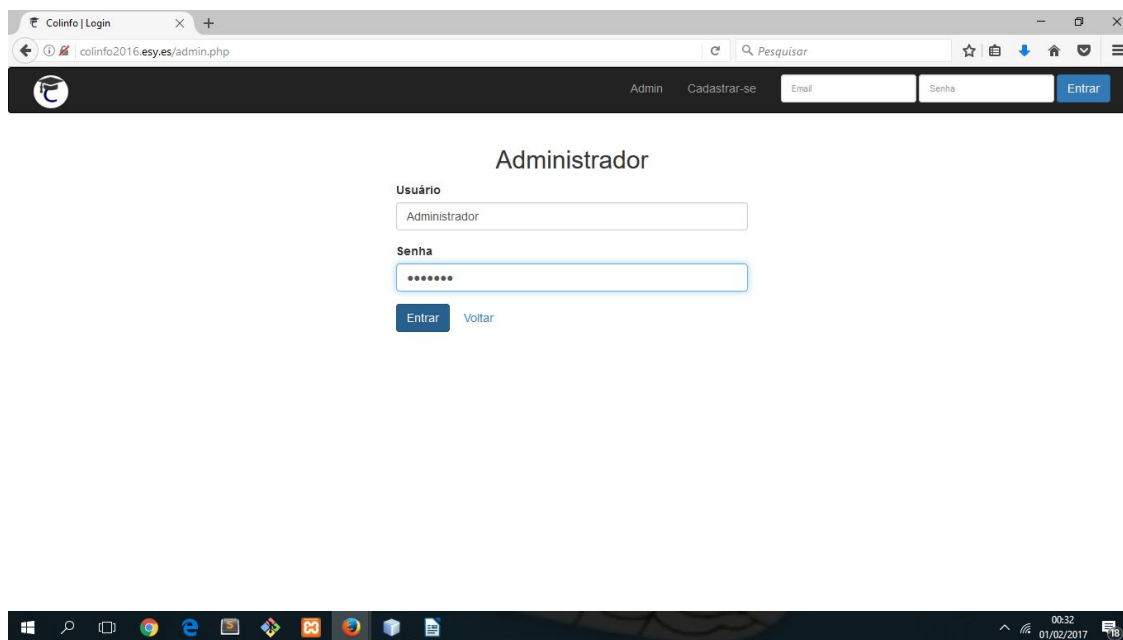 Colinfo | Login
colinfo2016.esy.es/admin.php
Pesquisar
Admin Cadastrar-se Email Senha Entrar
Administrador
Usuário
Administrador
Senha
•••••••
Entrar Voltar
00:32
01/02/2017
18